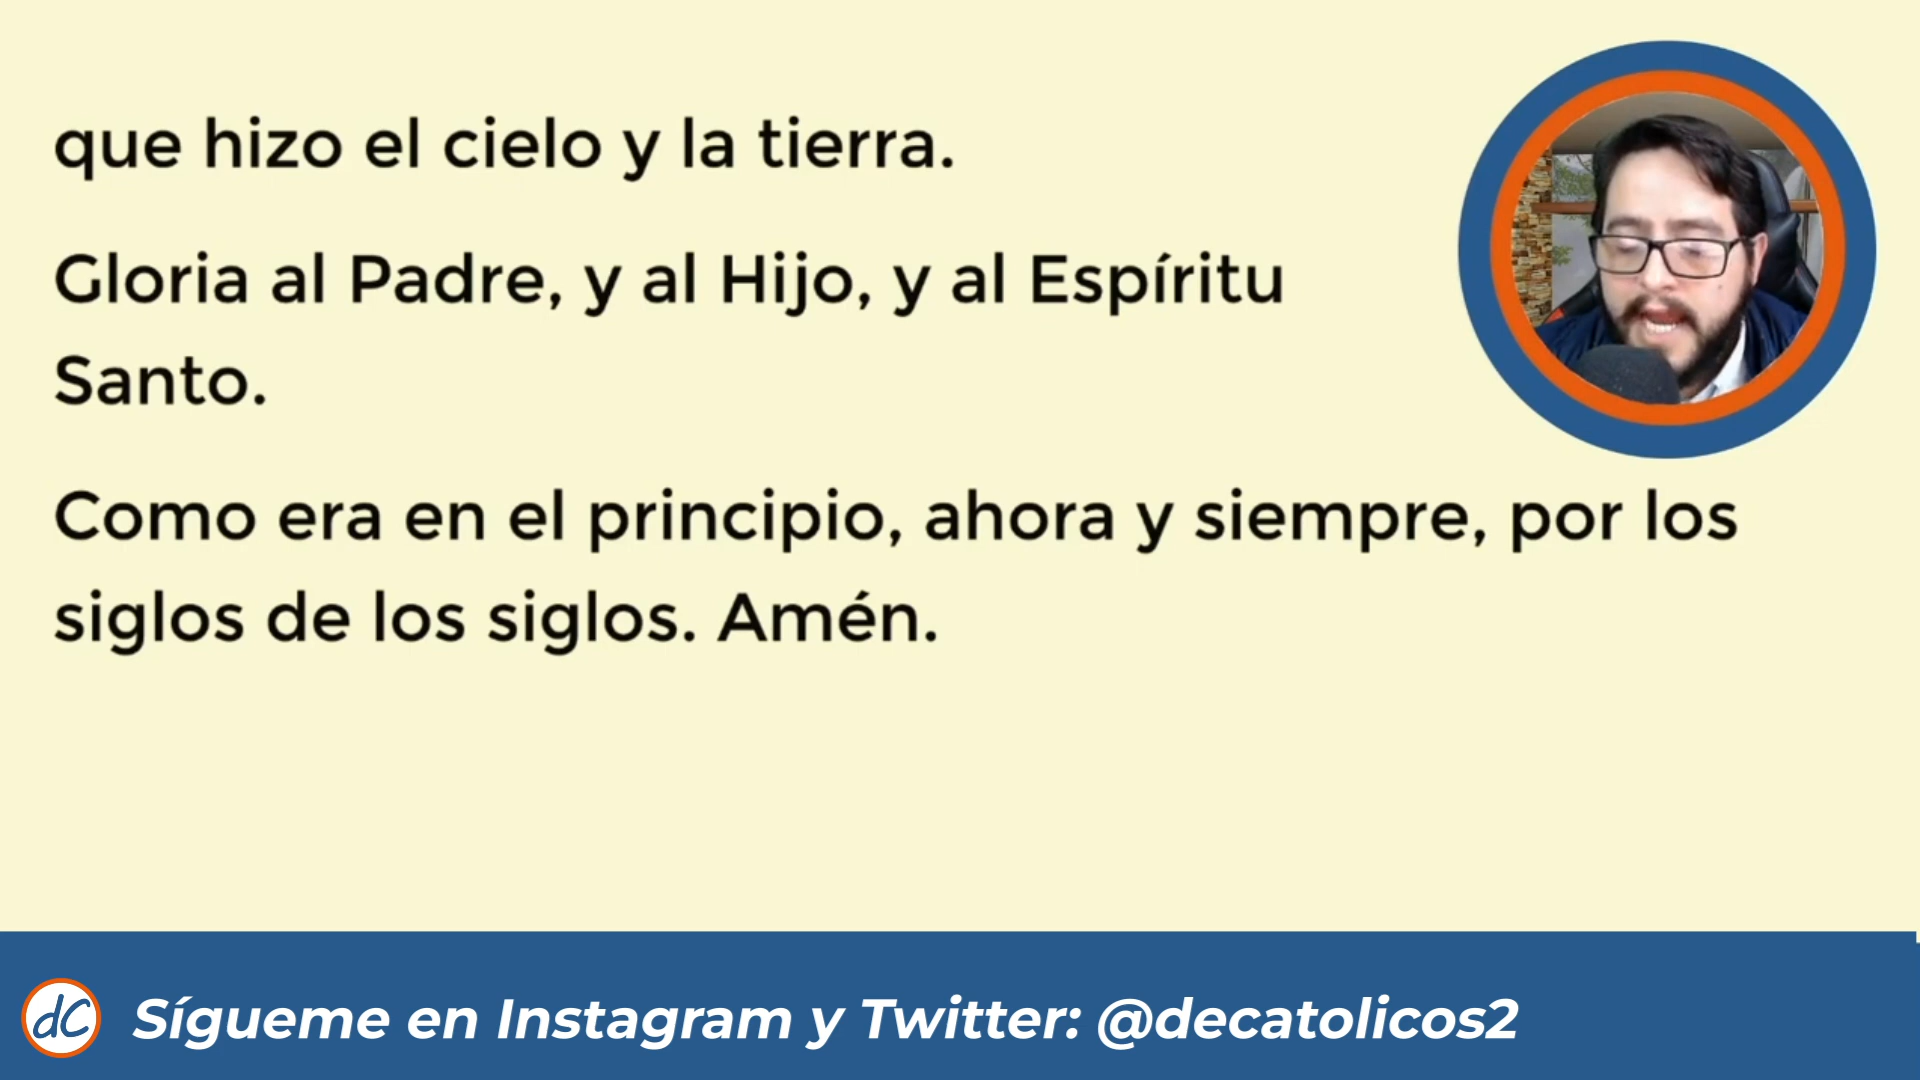 que hizo el cielo y la tierra.
Gloria al Padre, y al Hijo, y al Espíritu
Santo.
Como era en el principio, ahora y siempre, por los
siglos de los siglos. Amén.
dC Sígueme en Instagram y Twitter: @decatolicos2